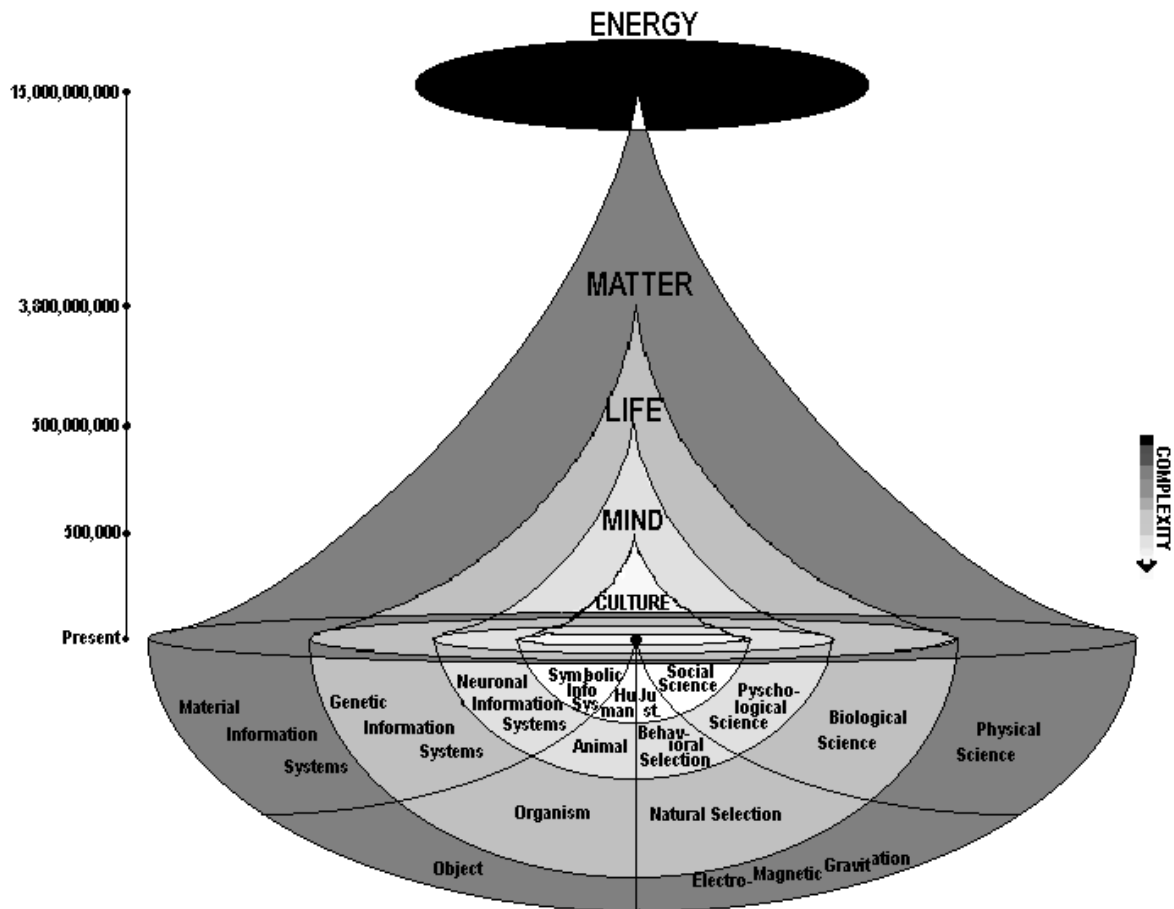 ENERGY
15,000,000,000
MATTER
3,800,000,000
LIFE
500,000,000
COMPLEXITY
MIND
500,000
CULTURE
Present
Symbolic
Info
Sys
Social
Science
Hu
man
Ju
st.
Neuronal
Information
Systems
Pyscho-
logical
Science
Genetic
Information
Systems
Biological
Science
Material
Information
Systems
Physical
Science
Animal
Behav-
ioral
Selection
Organism
Natural Selection
Object
Electro-Magnetic Gravitation